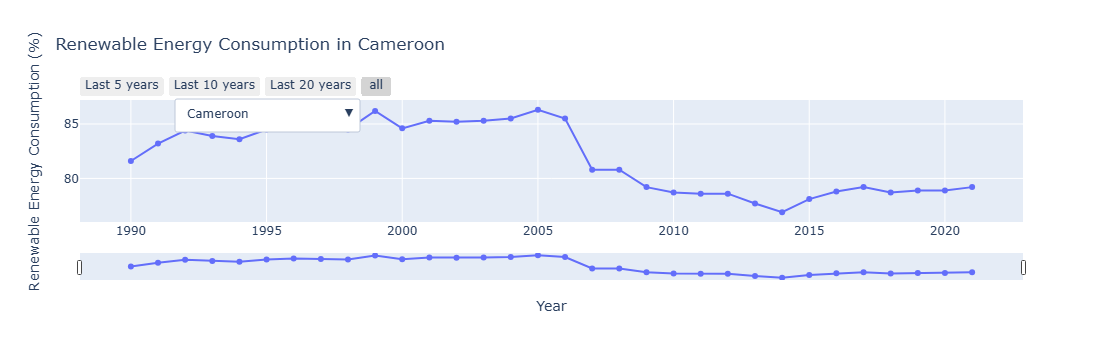 Renewable Energy Consumption in Cameroon
Renewable Energy Consumption (%)
Last 5 years
Last 10 years
Last 20 years
all
Cameroon ▼
85
80
1990
1995
2000
2005
2010
2015
2020
Year